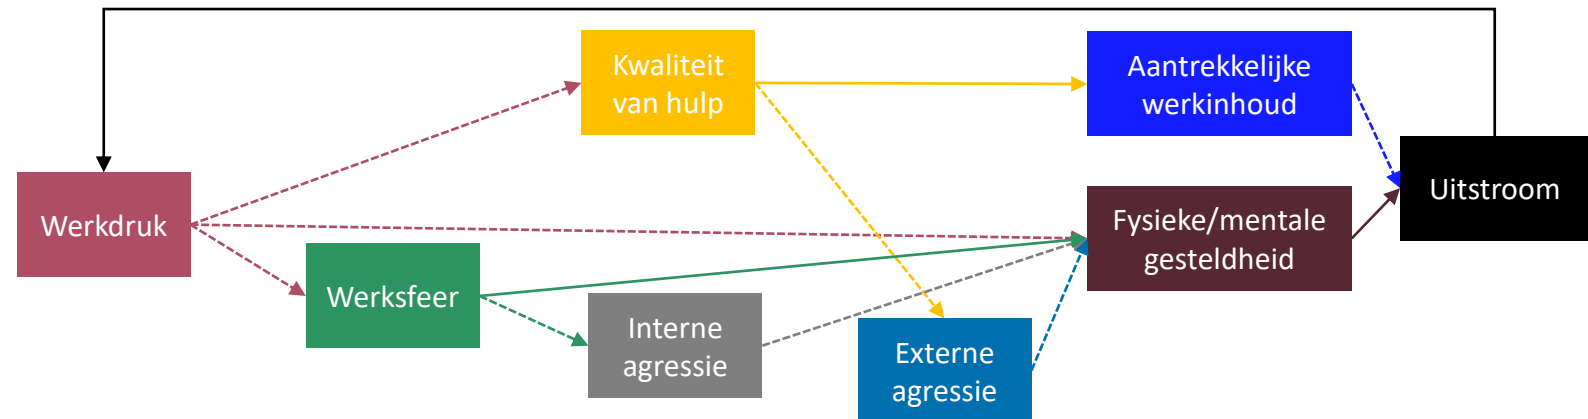 Kwaliteit
van hulp
Aantrekkelijke
werkinhoud
Werkdruk
Uitstroom
Fysieke/mentale
gesteldheid
Werksfeer
Interne
agressie
Externe
agressie